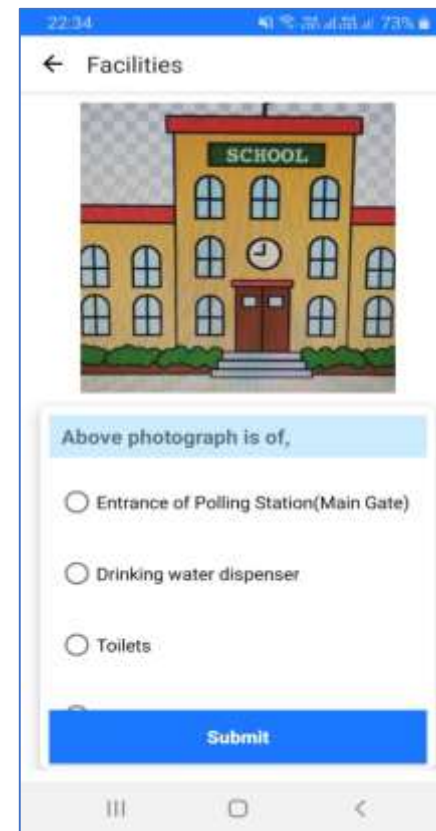 22:34
73%
Facilities
SCHOOL
Above photograph is of,
Entrance of Polling Station(Main Gate)
Drinking water dispenser
Toilets
Submit